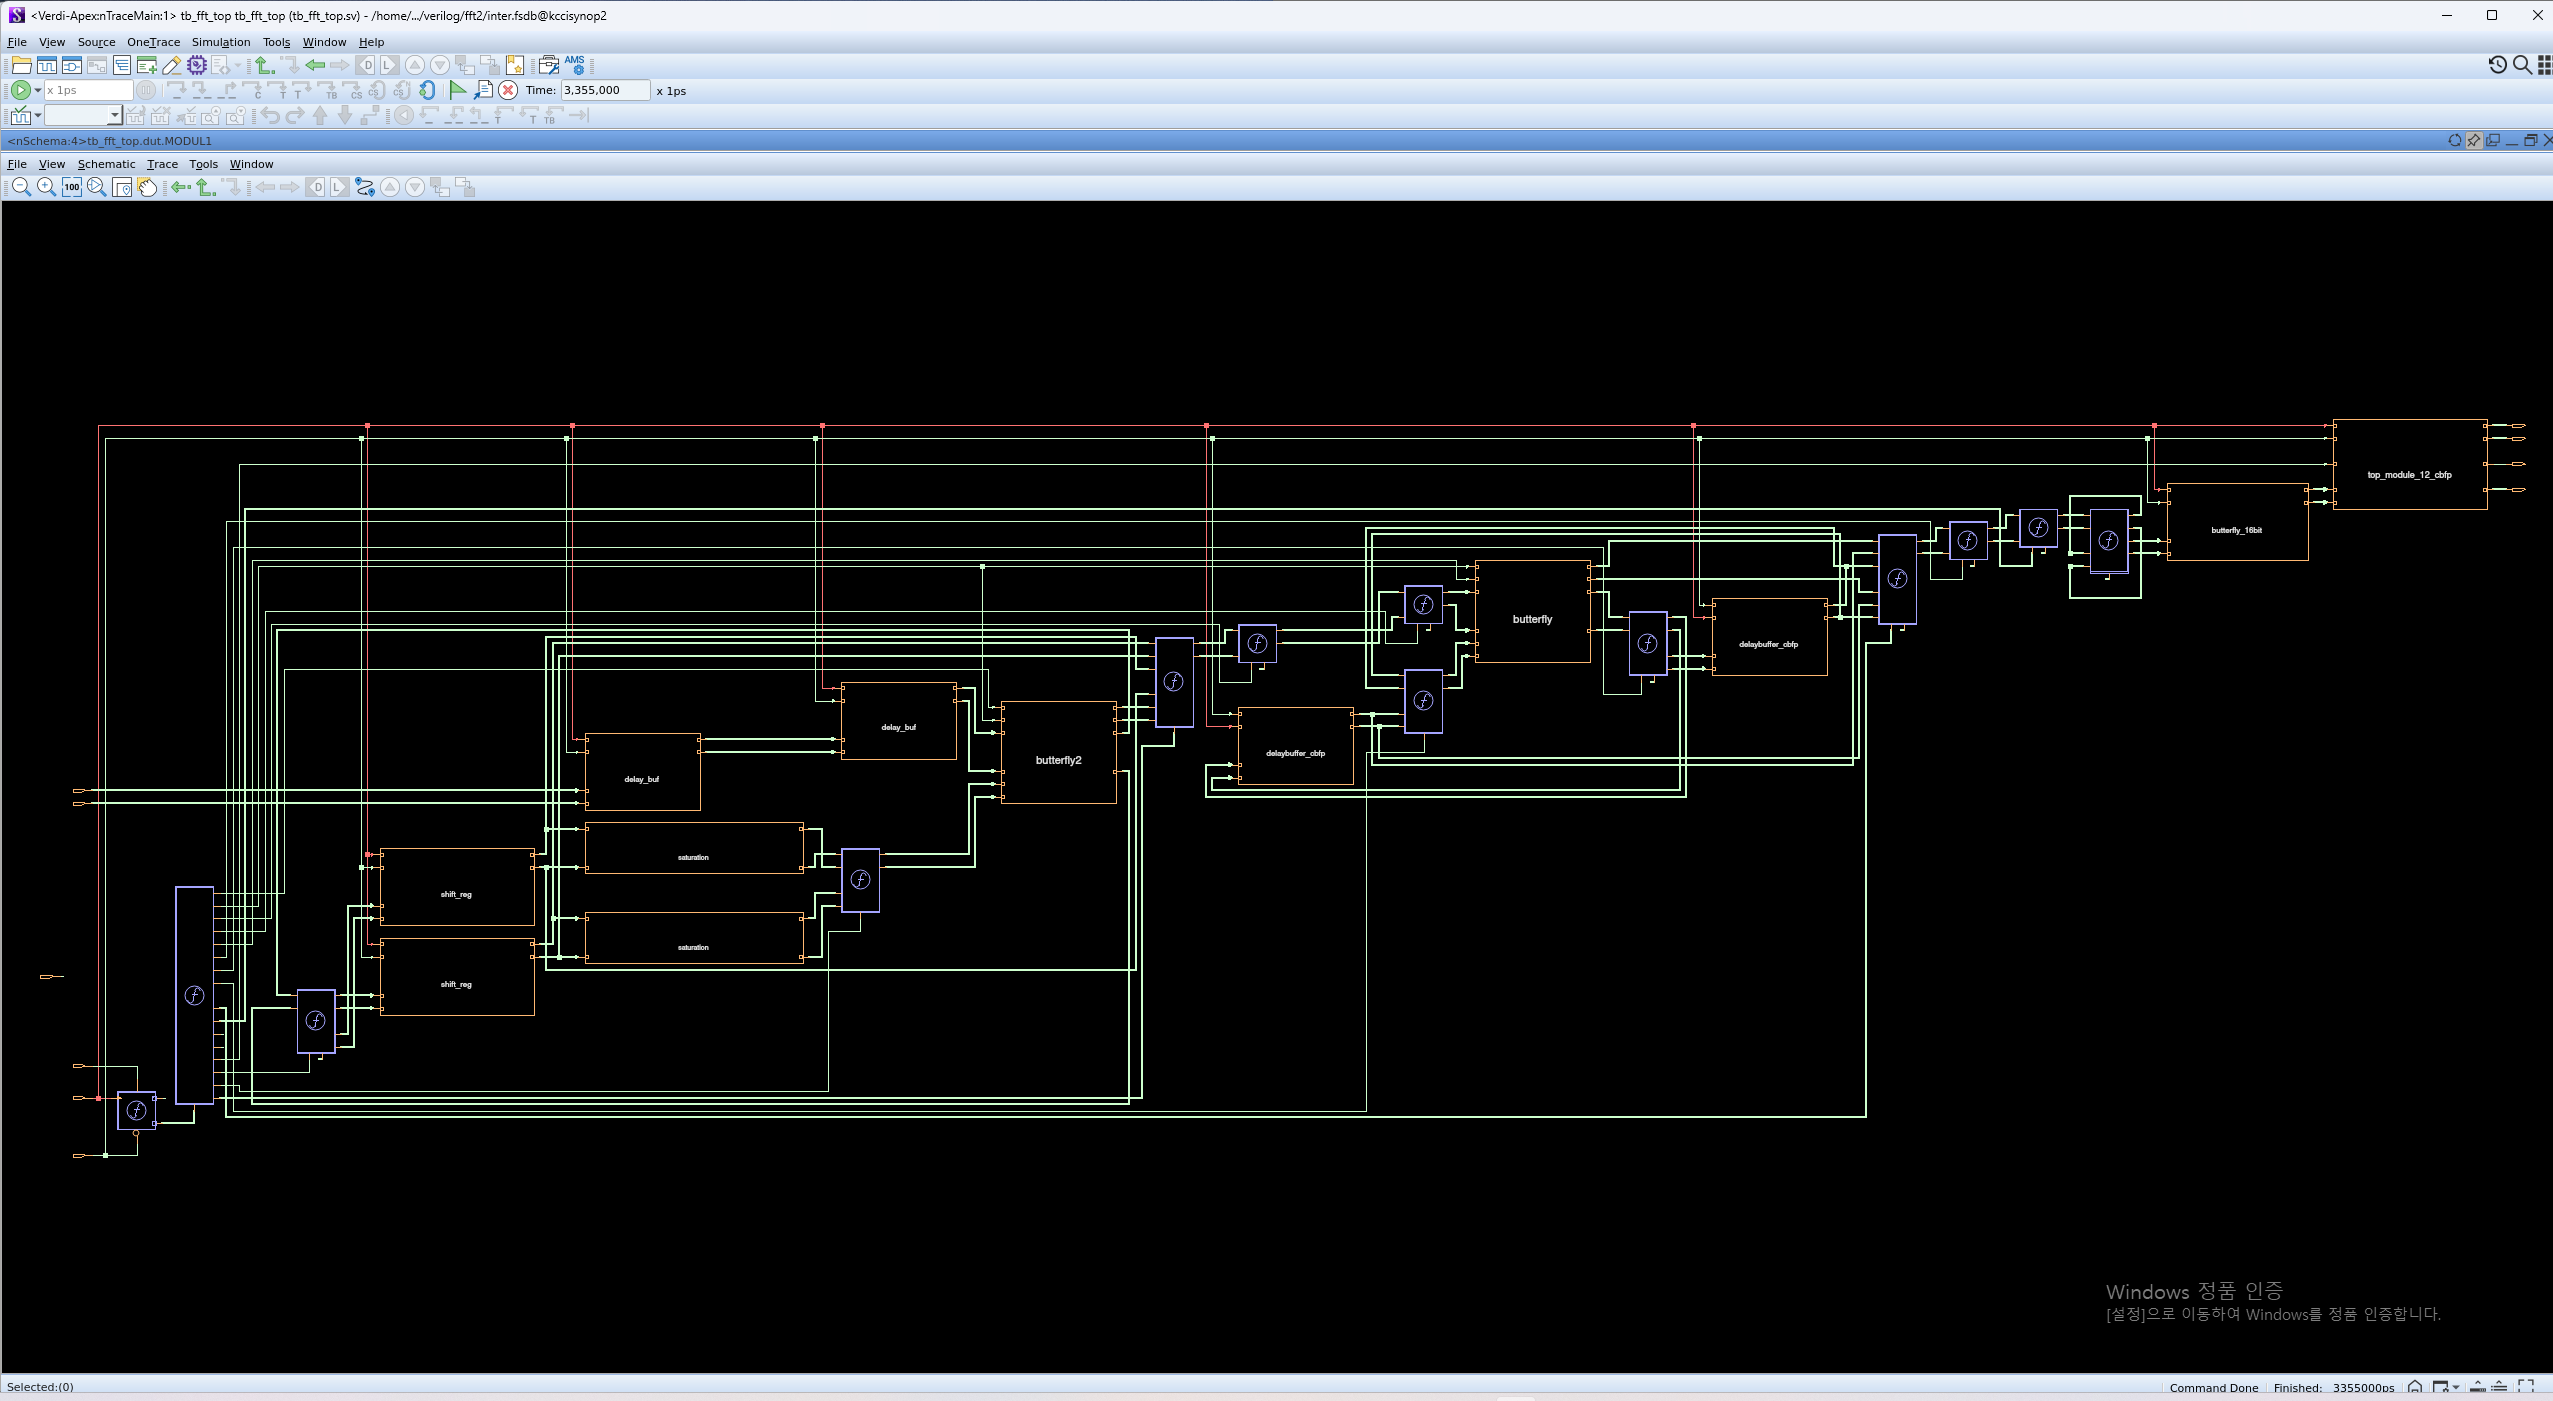 <Verdi-Apex:nTraceMain:1> tb_fft_top tb_fft_top (tb_fft_top.sv) - /home/.../verilog/fft2/inter.fsdb@kccisynop2
File View Source OneTrace Simulation Tools Window Help
AMS
x 1ps
Time: 3,355,000 x 1ps
<nSchema:4>tb_fft_top.dut.MODUL1
File View Schematic Trace Tools Window
100
top_module_12_cbfp
butterfly_16bit
butterfly
delaybuffer_cbfp
delay_buf
delaybuffer_cbfp
butterfly2
delay_buf
saturation
shift_reg
saturation
shift_reg
Windows 정품 인증
[설정]으로 이동하여 Windows를 정품 인증합니다.
Selected:(0)
Command Done Finished: 3355000ps